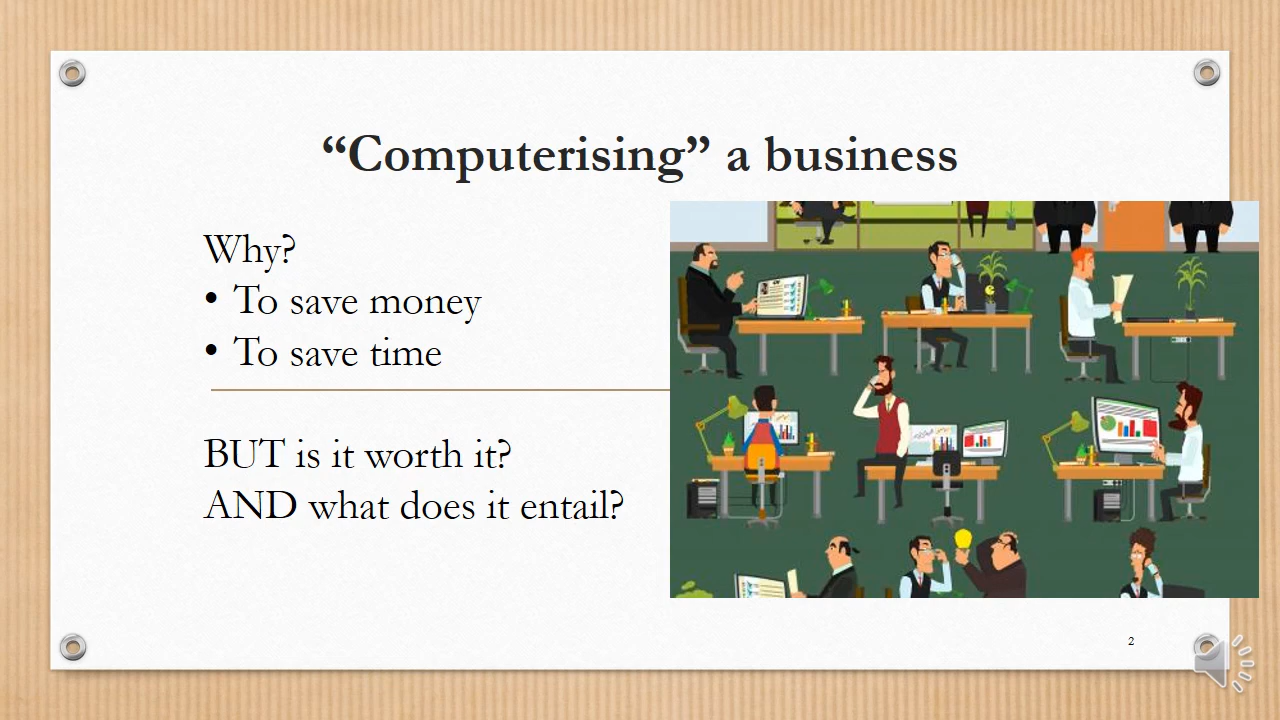 “Computerising” a business
Why?
• To save money
• To save time
BUT is it worth it?
AND what does it entail?
2